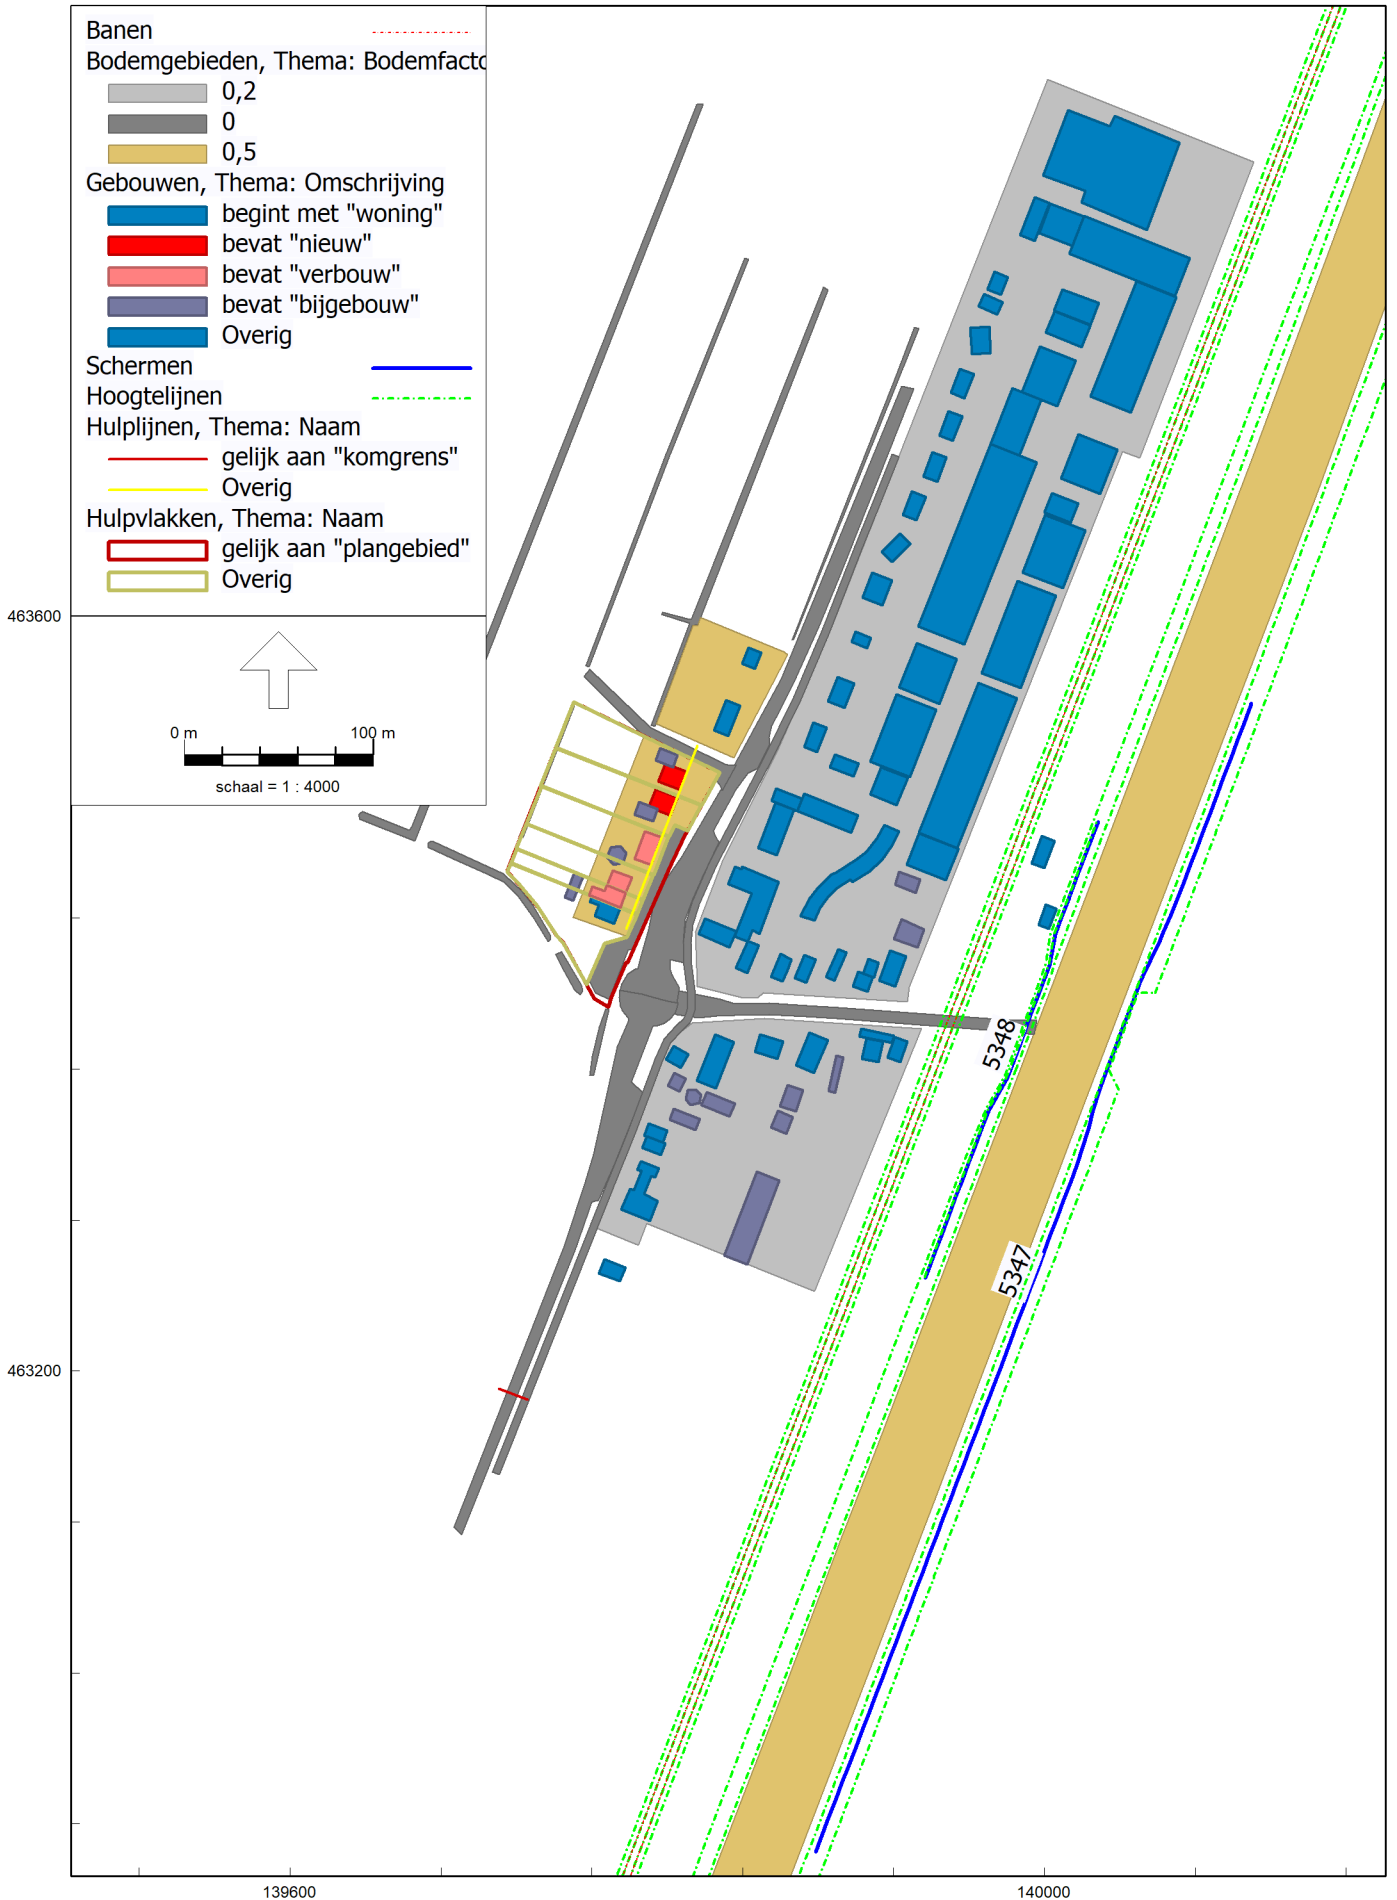 Banen
Bodemgebieden, Thema: Bodemfacto
0,2
0
0,5
Gebouwen, Thema: Omschrijving
begint met "woning"
bevat "nieuw"
bevat "verbouw"
bevat "bijgebouw"
Overig
Schermen
Hoogtelijnen
Hulplijnen, Thema: Naam
gelijk aan "komgrens"
Overig
Hulpvlakken, Thema: Naam
gelijk aan "plangebied"
Overig
463600
0 m 100 m
schaal = 1 : 4000
5348
5347
463200
139600 140000